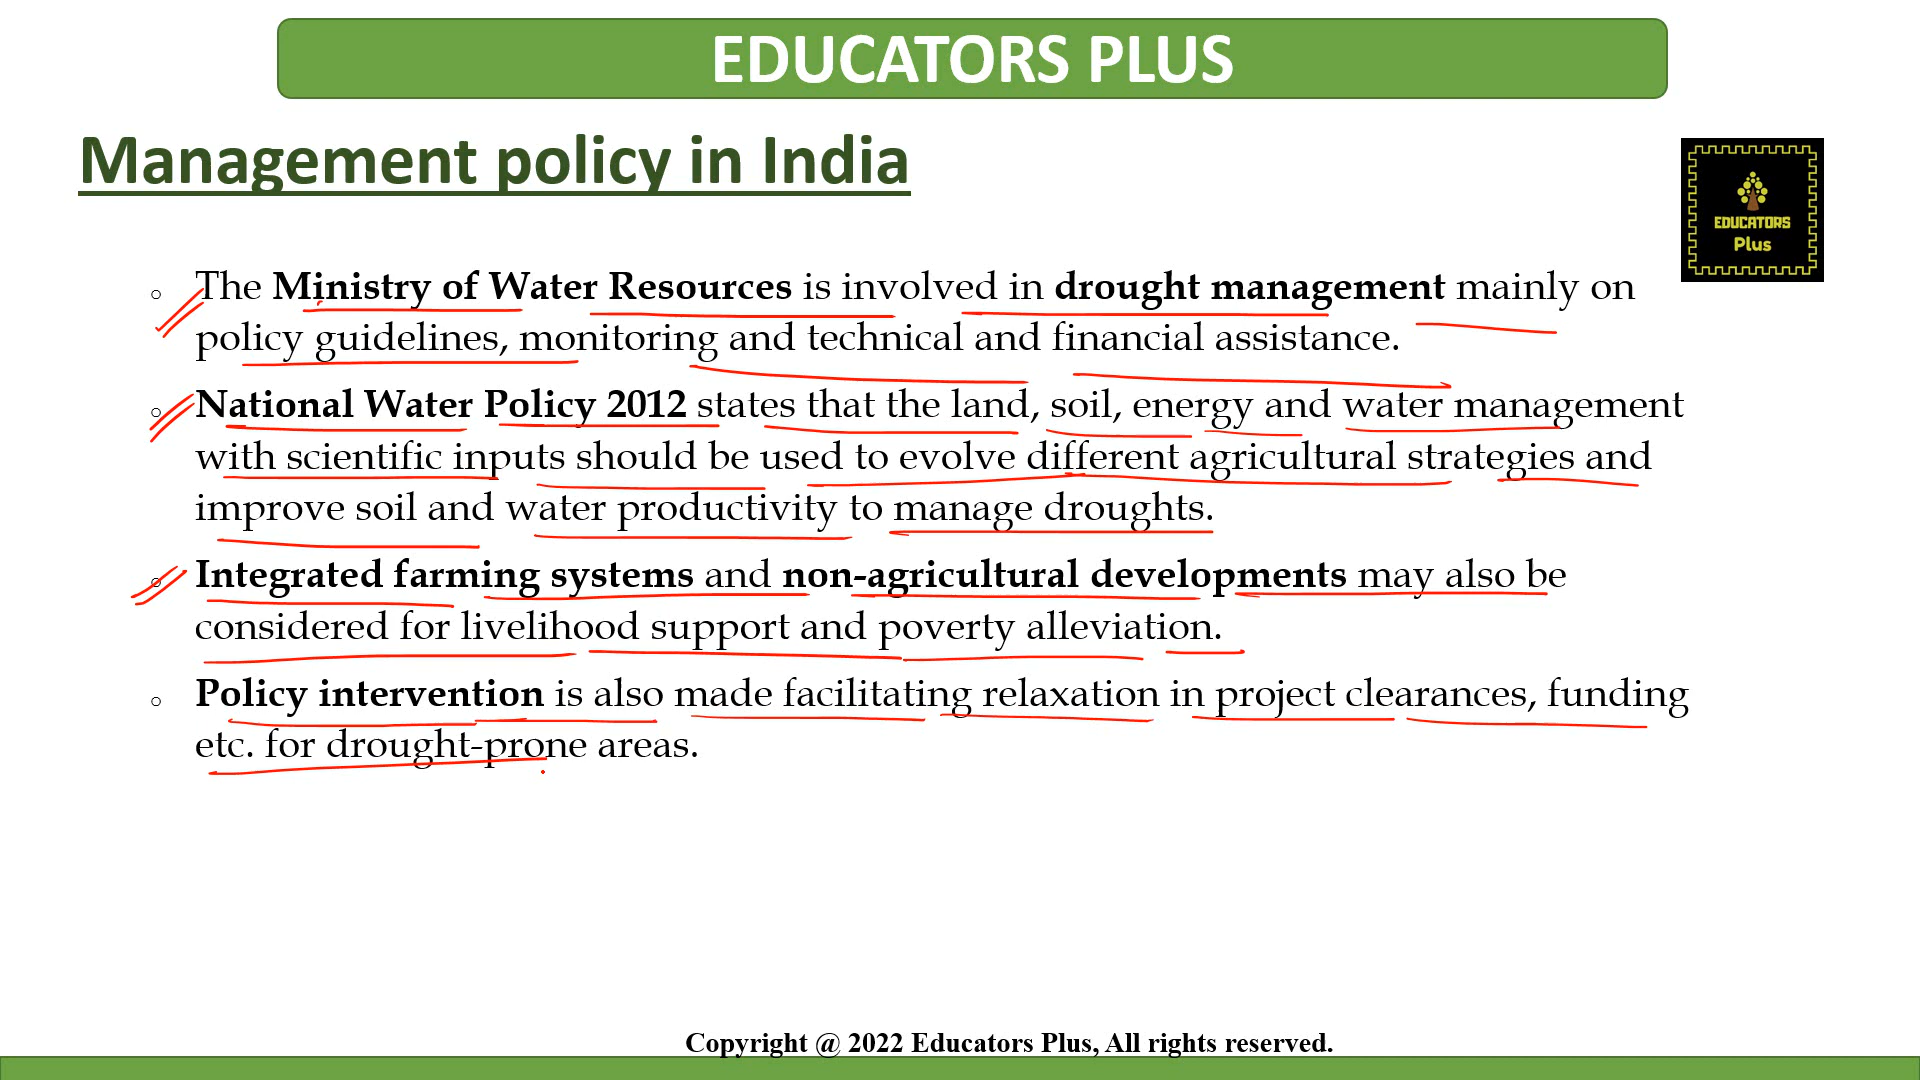 EDUCATORS PLUS
Management policy in India
EDUCATORS
Plus
The Ministry of Water Resources is involved in drought management mainly on
policy guidelines, monitoring and technical and financial assistance.
National Water Policy 2012 states that the land, soil, energy and water management
with scientific inputs should be used to evolve different agricultural strategies and
improve soil and water productivity to manage droughts.
Integrated farming systems and non-agricultural developments may also be
considered for livelihood support and poverty alleviation.
Policy intervention is also made facilitating relaxation in project clearances, funding
etc. for drought-prone areas.
Copyright @ 2022 Educators Plus, All rights reserved.